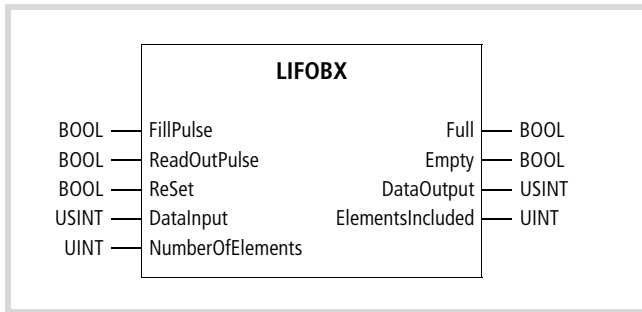 LIFOBX
BOOL FillPulse Full BOOL
BOOL ReadOutPulse Empty BOOL
BOOL ReSet DataOutput USINT
USINT DataInput ElementsIncluded UINT
UINT NumberOfElements